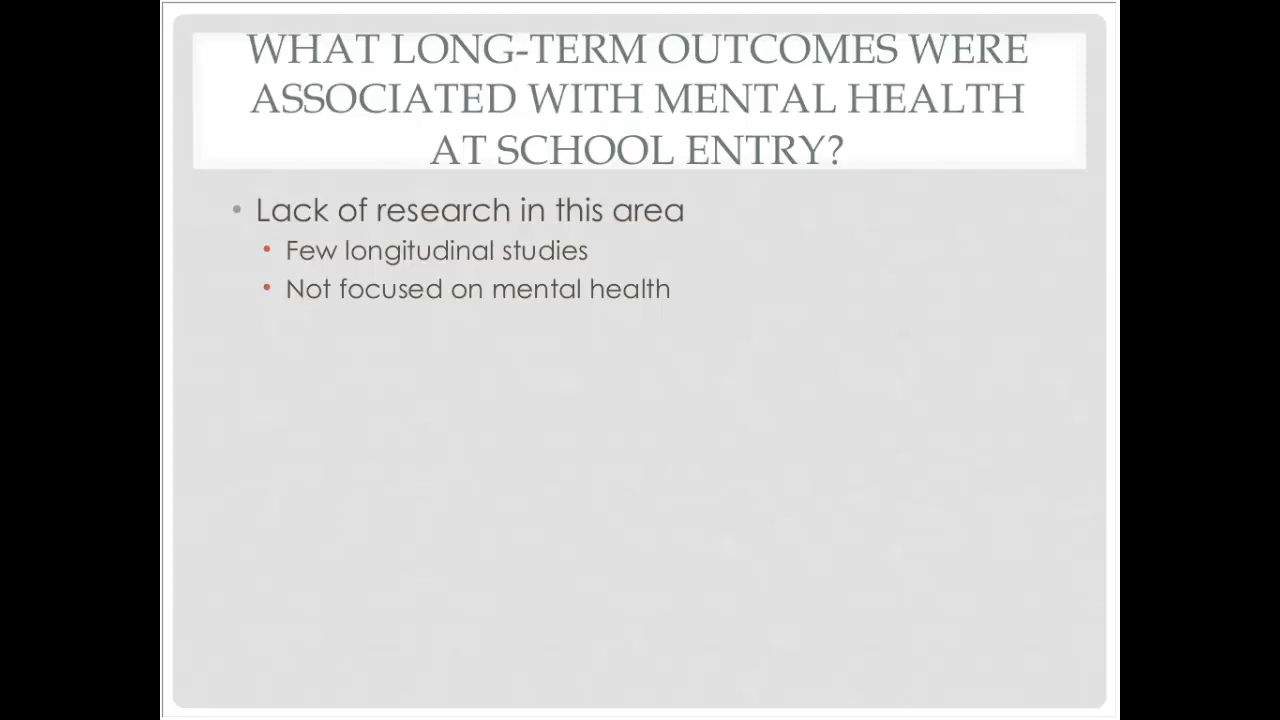 WHAT LONG-TERM OUTCOMES WERE
ASSOCIATED WITH MENTAL HEALTH
AT SCHOOL ENTRY?
• Lack of research in this area
• Few longitudinal studies
• Not focused on mental health